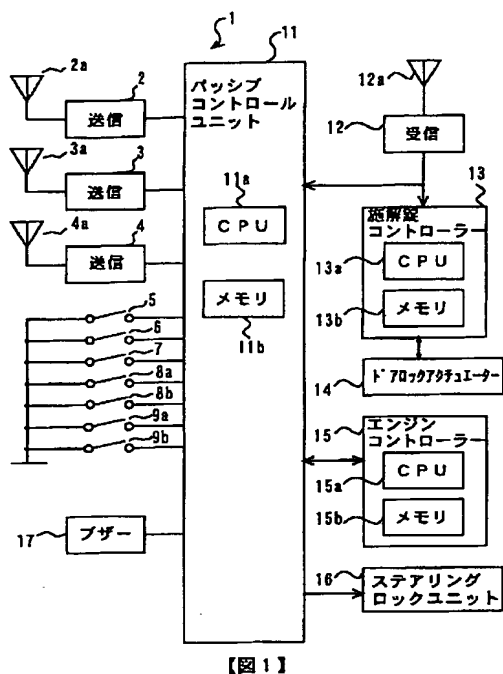 1
11
2a
2
送信
パッシブ
コントロール
ユニット
12a
12
受信
3a
3
送信
11a
CPU
13
施解錠
コントローラー
13a
CPU
4a
4
送信
メモリ
11b
13b
メモリ
5
6
7
8a
8b
9a
9b
14
ドアロックアクチュエーター
15
エンジン
コントローラー
15a
CPU
15b
メモリ
17
ブザー
16
ステアリング
ロックユニット
【図1】